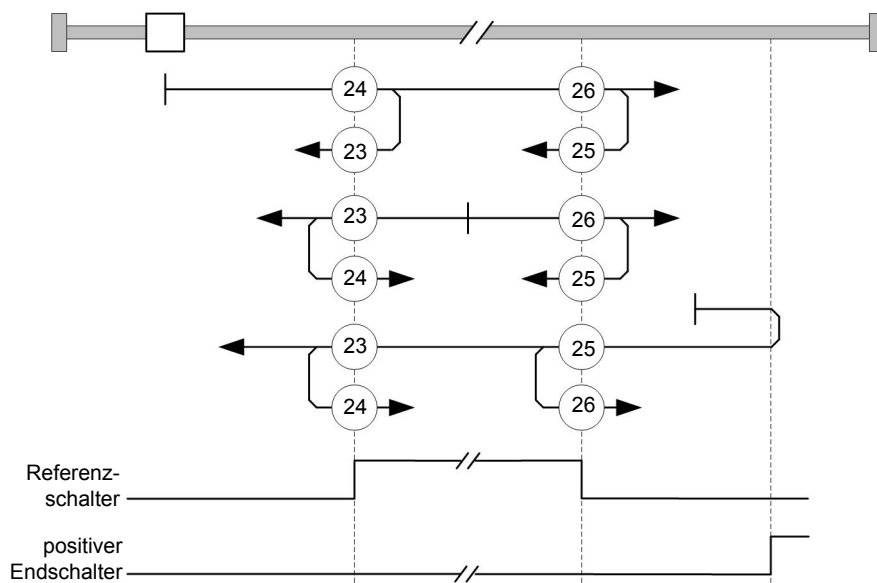 24 26
23 25
23 26
24 25
23 25
24 26
Referenz-
schalter
positiver
Endschalter